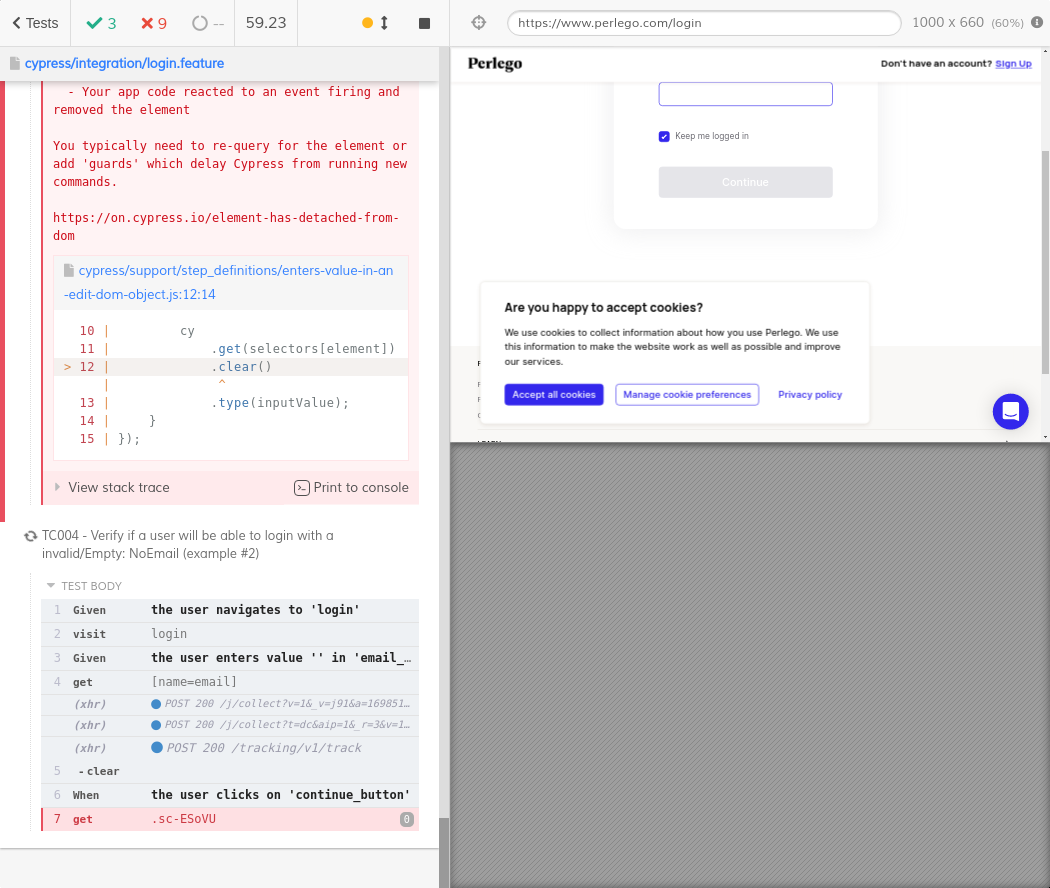 Tests
3
9
--
59.23
https://www.perlego.com/login
1000 x 660 (60%)
cypress/integration/login.feature
- Your app code reacted to an event firing and
removed the element
You typically need to re-query for the element or
add 'guards' which delay Cypress from running new
commands.
https://on.cypress.io/element-has-detached-from-
dom
cypress/support/step_definitions/enters-value-in-an
-edit-dom-object.js:12:14
10 | cy
11 | .get(selectors[element])
> 12 | .clear()
| ^
13 | .type(inputValue);
14 | }
15 | });
View stack trace
Print to console
TC004 - Verify if a user will be able to login with a
invalid/Empty: NoEmail (example #2)
TEST BODY
1 Given the user navigates to 'login'
2 visit login
3 Given the user enters value '' in 'email_…
4 get [name=email]
(xhr) POST 200 /j/collect?v=1&_v=j91&a=169851…
(xhr) POST 200 /j/collect?t=dc&aip=1&_r=3&v=1…
(xhr) POST 200 /tracking/v1/track
5 -clear
6 When the user clicks on 'continue_button'
7 get .sc-ESoVU 0
Perlego
Don't have an account? Sign Up
Keep me logged in
Continue
Are you happy to accept cookies?
We use cookies to collect information about how you use Perlego. We use
this information to make the website work as well as possible and improve
our services.
Accept all cookies
Manage cookie preferences
Privacy policy